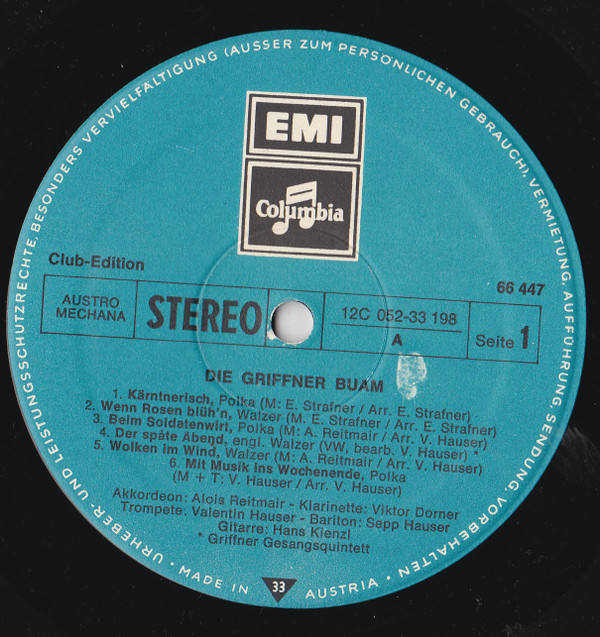 URHEBER- UND LEISTUNGSSCHUTZRECHTE, BESONDERS VERVIELFÄLTIGUNG (AUSSER ZUM PERSÖNLICHEN GEBRAUCH), VERMIETUNG, AUFFÜHRUNG, SENDUNG VORBEHALTEN •
EMI
Columbia
Club-Edition
66 447
AUSTRO
MECHANA
STEREO
12C 052-33 198
A
Seite 1
DIE GRIFFNER BUAM
1. Kärntnerisch, Polka (M: E. Strafner / Arr. E. Strafner)
2. Wenn Rosen blüh'n, Walzer (M: E. Strafner / Arr. E. Strafner)
3. Beim Soldatenwirt, Polka (M: A. Reitmair / Arr. V. Hauser)
4. Der späte Abend, engl. Walzer (VW, bearb. V. Hauser) *
5. Wolken im Wind, Walzer (M: A. Reitmair / Arr. V. Hauser)
6. Mit Musik ins Wochenende, Polka
(M + T: V. Hauser / Arr. V. Hauser)
Akkordeon: Alois Reitmair - Klarinette: Viktor Dorner
Trompete: Valentin Hauser - Bariton: Sepp Hauser
Gitarre: Hans Kienzl
* Griffner Gesangsquintett
• MADE IN 33 AUSTRIA •